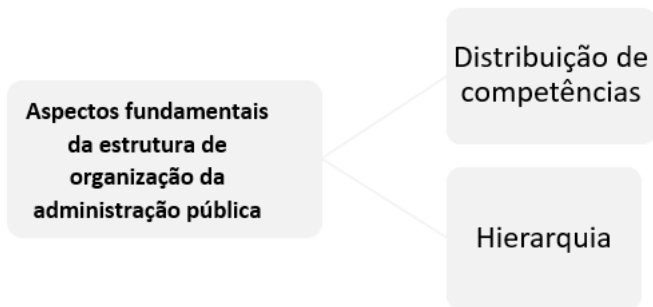 Aspectos fundamentais
da estrutura de
organização da
administração pública
Distribuição de
competências
Hierarquia